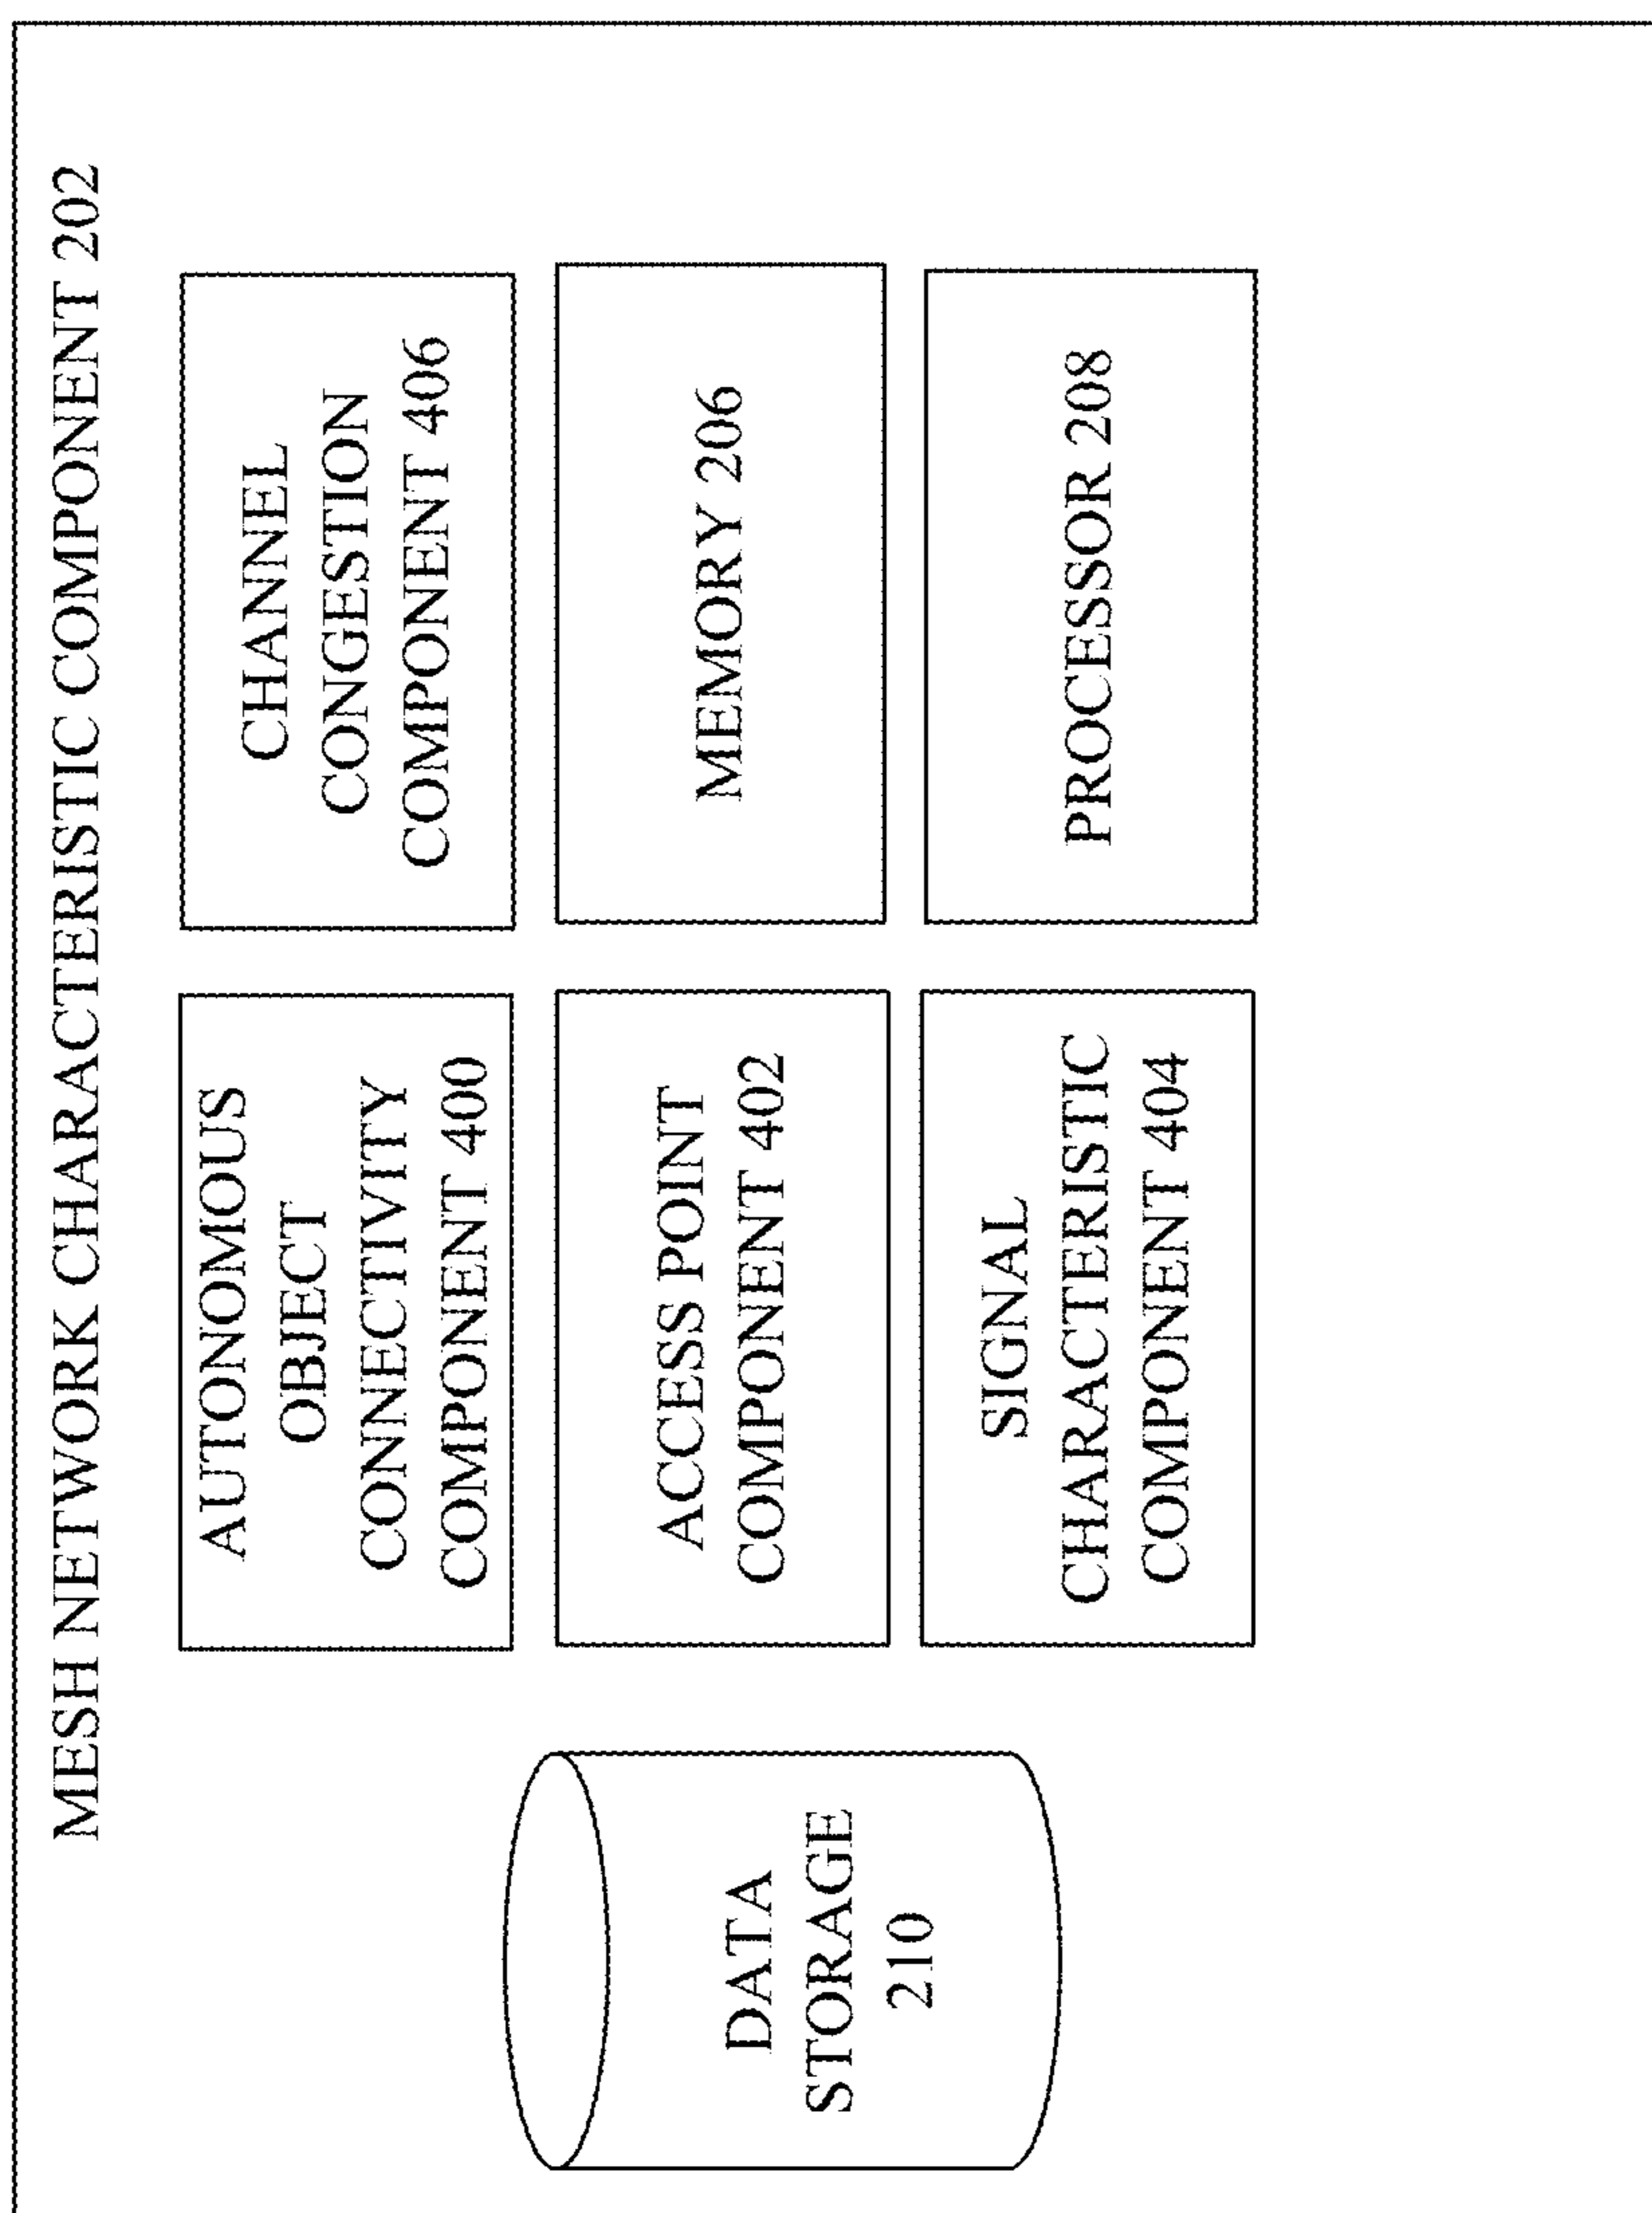 MESH NETWORK CHARACTERISTIC COMPONENT 202
DATA
STORAGE
210
AUTONOMOUS
OBJECT
CONNECTIVITY
COMPONENT 400
ACCESS POINT
COMPONENT 402
SIGNAL
CHARACTERISTIC
COMPONENT 404
CHANNEL
CONGESTION
COMPONENT 406
MEMORY 206
PROCESSOR 208